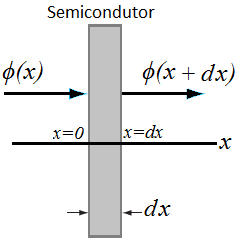 Semicondutor
ϕ(x) ϕ(x + dx)
x=0 x=dx
x
dx